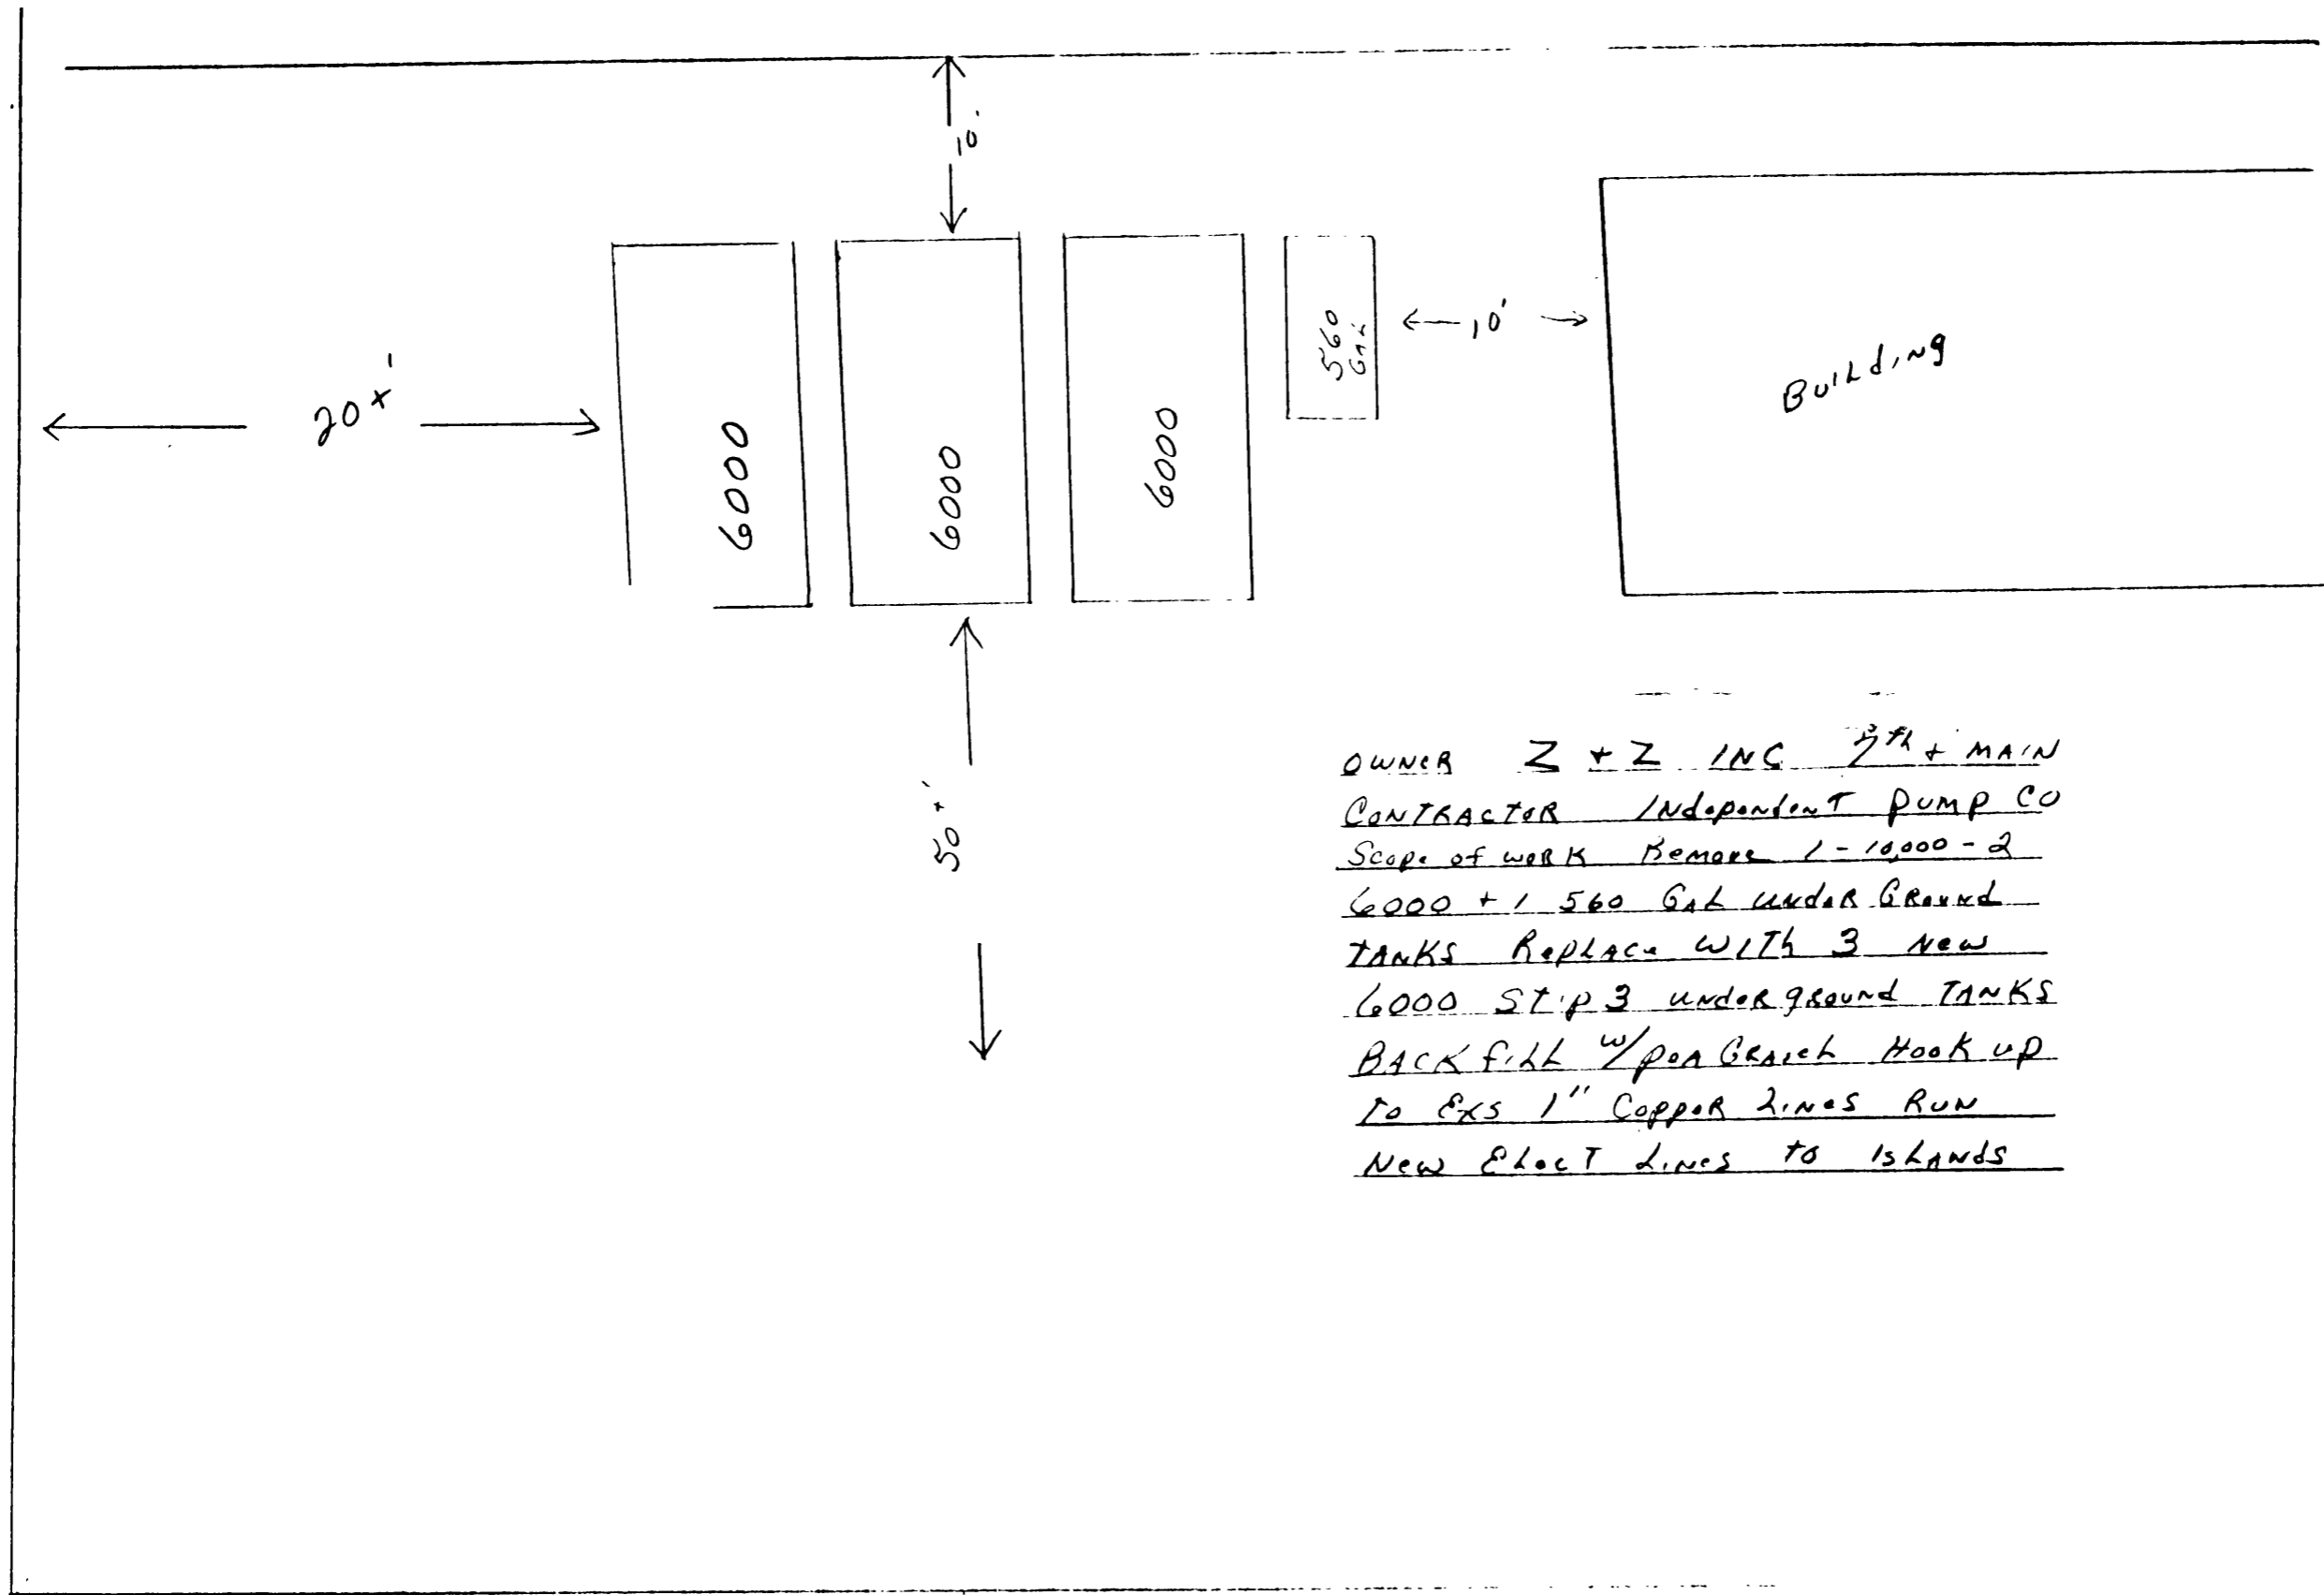 10'
560
GAL
10'
Building
20+'
6000
6000
6000
50+'
OWNER Z + Z INC 7th + MAIN
CONTRACTOR INdependenT pump CO
Scope of work Remove 1-10,000-2
6000 + 1 560 GAL UNdeR GRound
TANKS RepLACe WITh 3 New
6000 STip3 UNdeRgRound TANKS
BACKfiLL w/peA GRAveL HooK up
To Exs 1" CoppeR Lines RUN
New ELecT Lines to IsLANds